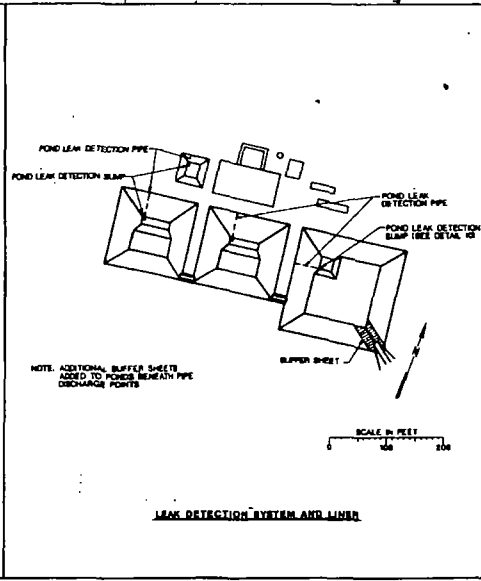 POND LEAK DETECTION PIPE
POND LEAK DETECTION SUMP
POND LEAK
DETECTION PIPE
POND LEAK DETECTION
SUMP (SEE DETAIL K)
BUFFER SHEET
N
NOTE: ADDITIONAL BUFFER SHEETS
ADDED TO PONDS BENEATH PIPE
DISCHARGE POINTS
SCALE IN FEET
0 100 200
LEAK DETECTION SYSTEM AND LINER